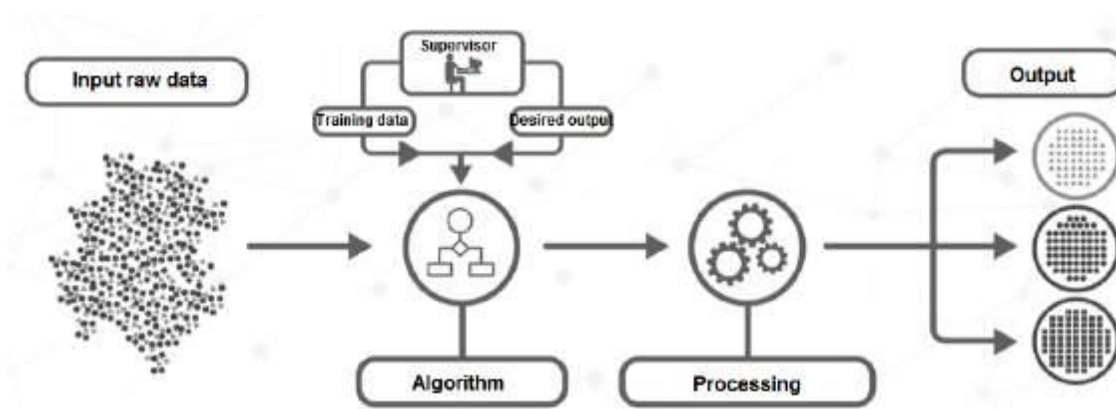 Input raw data
Supervisor
Training data
Desired output
Algorithm
Processing
Output